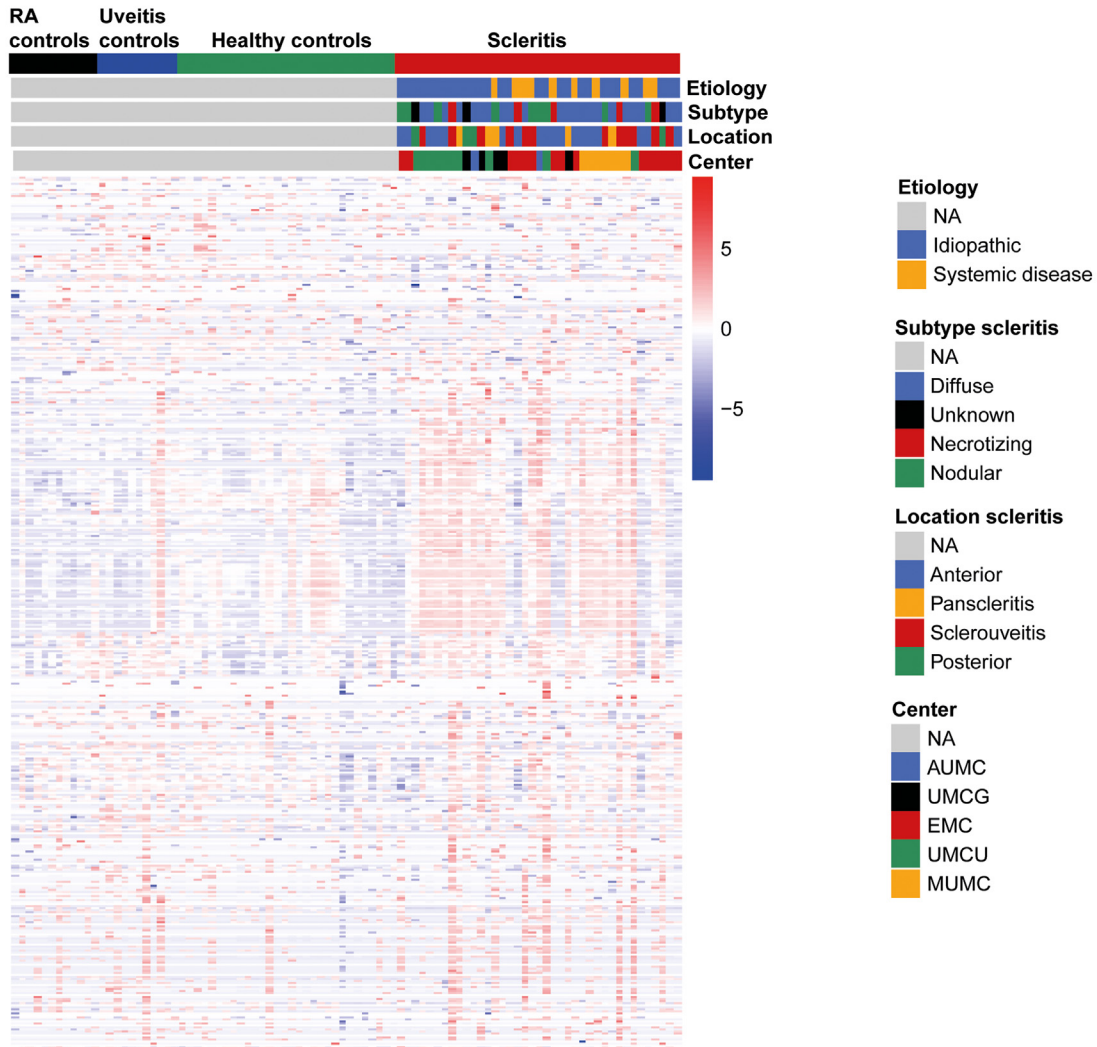 RA
controls
Uveitis
controls
Healthy controls
Scleritis
Etiology
Subtype
Location
Center
5
0
−5
Etiology
NA
Idiopathic
Systemic disease
Subtype scleritis
NA
Diffuse
Unknown
Necrotizing
Nodular
Location scleritis
NA
Anterior
Panscleritis
Sclerouveitis
Posterior
Center
NA
AUMC
UMCG
EMC
UMCU
MUMC